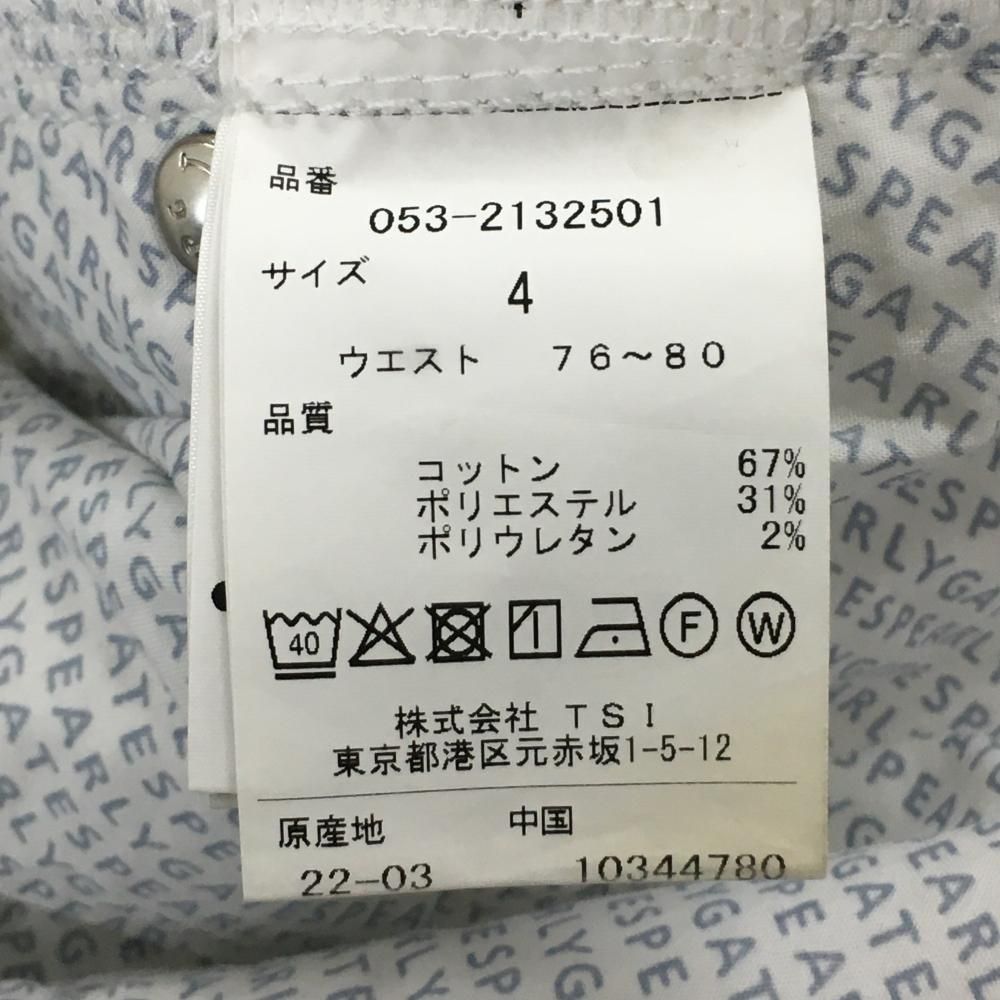 品番
053-2132501
サイズ
4
ウエスト 76～80
品質
コットン 67%
ポリエステル 31%
ポリウレタン 2%
40 F W
株式会社 TSI
東京都港区元赤坂1-5-12
原産地 中国
22-03 10344780
PEARLYGATES